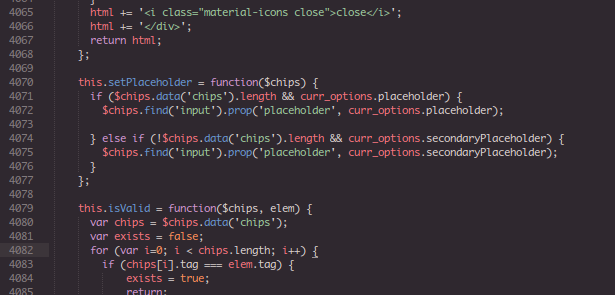 4065 html += '<i class="material-icons close">close</i>';
4066 html += '</div>';
4067 return html;
4068 };
4069
4070 this.setPlaceholder = function($chips) {
4071 if ($chips.data('chips').length && curr_options.placeholder) {
4072 $chips.find('input').prop('placeholder', curr_options.placeholder);
4073
4074 } else if (!$chips.data('chips').length && curr_options.secondaryPlaceholder) {
4075 $chips.find('input').prop('placeholder', curr_options.secondaryPlaceholder);
4076 }
4077 };
4078
4079 this.isValid = function($chips, elem) {
4080 var chips = $chips.data('chips');
4081 var exists = false;
4082 for (var i=0; i < chips.length; i++) {
4083 if (chips[i].tag === elem.tag) {
4084 exists = true;
4085 return;